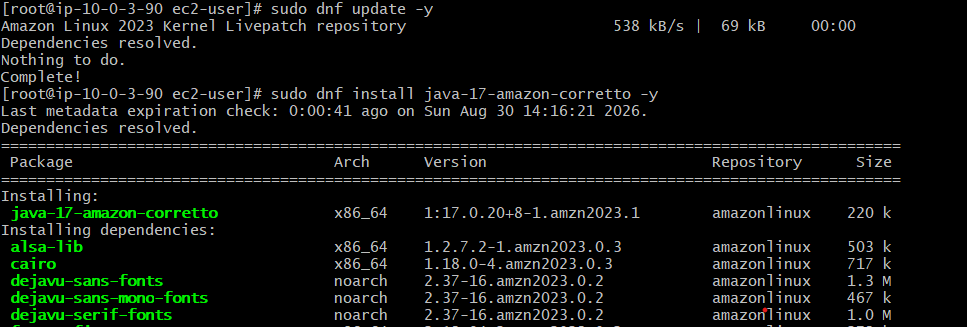 [root@ip-10-0-3-90 ec2-user]# sudo dnf update -y
Amazon Linux 2023 Kernel Livepatch repository 538 kB/s | 69 kB 00:00
Dependencies resolved.
Nothing to do.
Complete!
[root@ip-10-0-3-90 ec2-user]# sudo dnf install java-17-amazon-corretto -y
Last metadata expiration check: 0:00:41 ago on Sun Aug 30 14:16:21 2026.
Dependencies resolved.
====================================================================================================
Package Arch Version Repository Size
====================================================================================================
Installing:
java-17-amazon-corretto x86_64 1:17.0.20+8-1.amzn2023.1 amazonlinux 220 k
Installing dependencies:
alsa-lib x86_64 1.2.7.2-1.amzn2023.0.3 amazonlinux 503 k
cairo x86_64 1.18.0-4.amzn2023.0.3 amazonlinux 717 k
dejavu-sans-fonts noarch 2.37-16.amzn2023.0.2 amazonlinux 1.3 M
dejavu-sans-mono-fonts noarch 2.37-16.amzn2023.0.2 amazonlinux 467 k
dejavu-serif-fonts noarch 2.37-16.amzn2023.0.2 amazonlinux 1.0 M